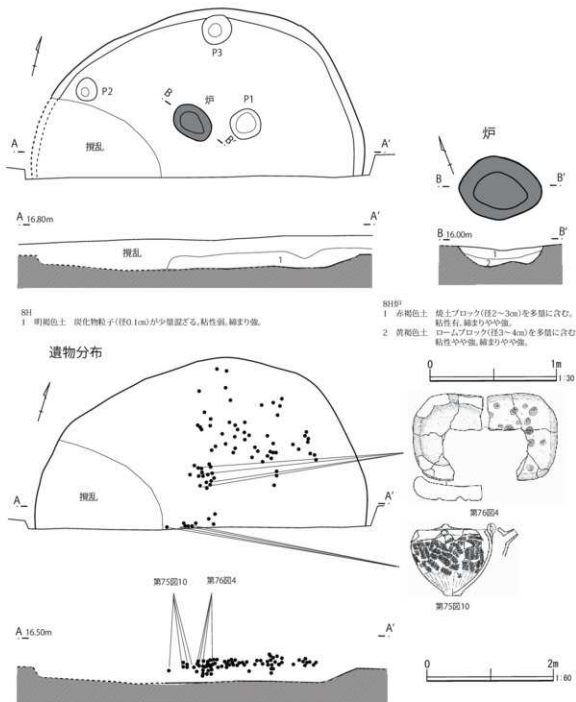 P3
P2
B
炉
P1
B'
A
撹乱
A'
炉
B
B'
A 16.80m
A'
撹乱
1
B 16.00m
B'
1
2
8H
1 明褐色土 炭化物粒子(径0.1cm)が少量混ざる。粘性弱。締まり強。
8H炉
1 赤褐色土 焼土ブロック(径2〜3cm)を多量に含む。
粘性有。締まりやや強。
2 黄褐色土 ロームブロック(径3〜4cm)を多量に含む
粘性やや強。締まりやや強。
0
1m
1:30
遺物分布
撹乱
A
A'
第76図4
第75図10
第75図10
第76図4
A 16.50m
A'
0
2m
1:60